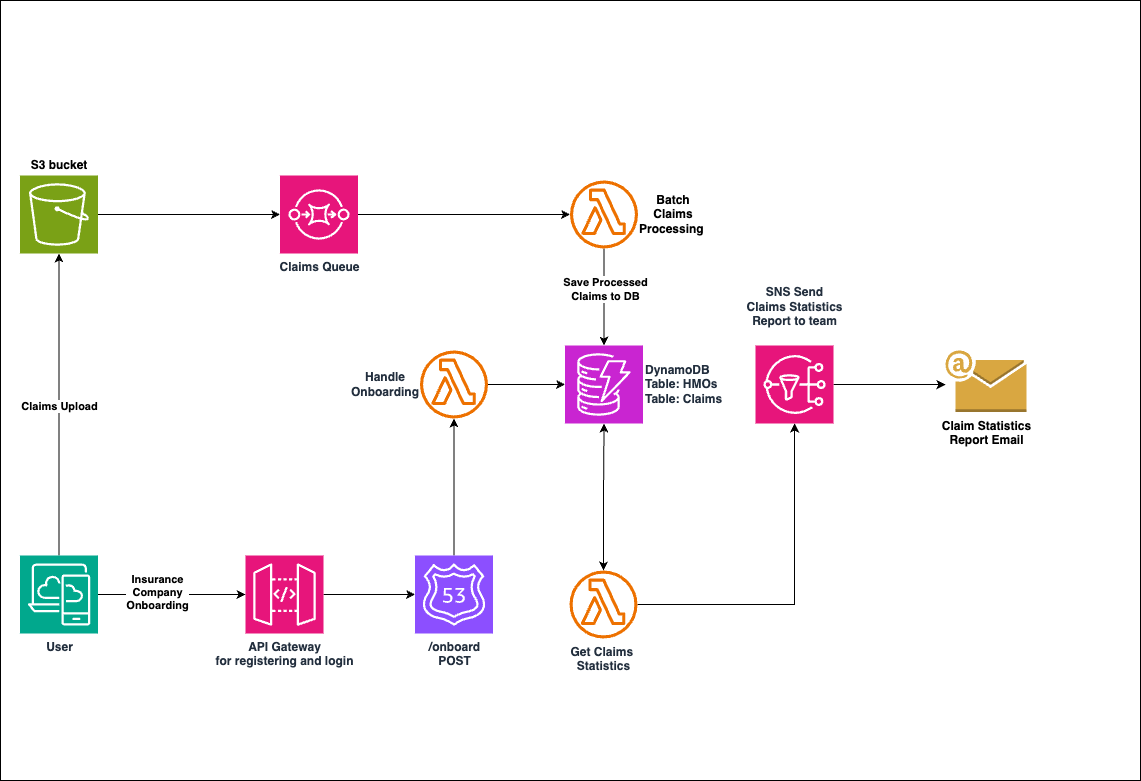 S3 bucket
Claims Queue
Batch
Claims
Processing
Save Processed
Claims to DB
SNS Send
Claims Statistics
Report to team
Handle
Onboarding
DynamoDB
Table: HMOs
Table: Claims
a
Claim Statistics
Report Email
Claims Upload
Insurance
Company
Onboarding
</>
53
User
API Gateway
for registering and login
/onboard
POST
Get Claims
Statistics